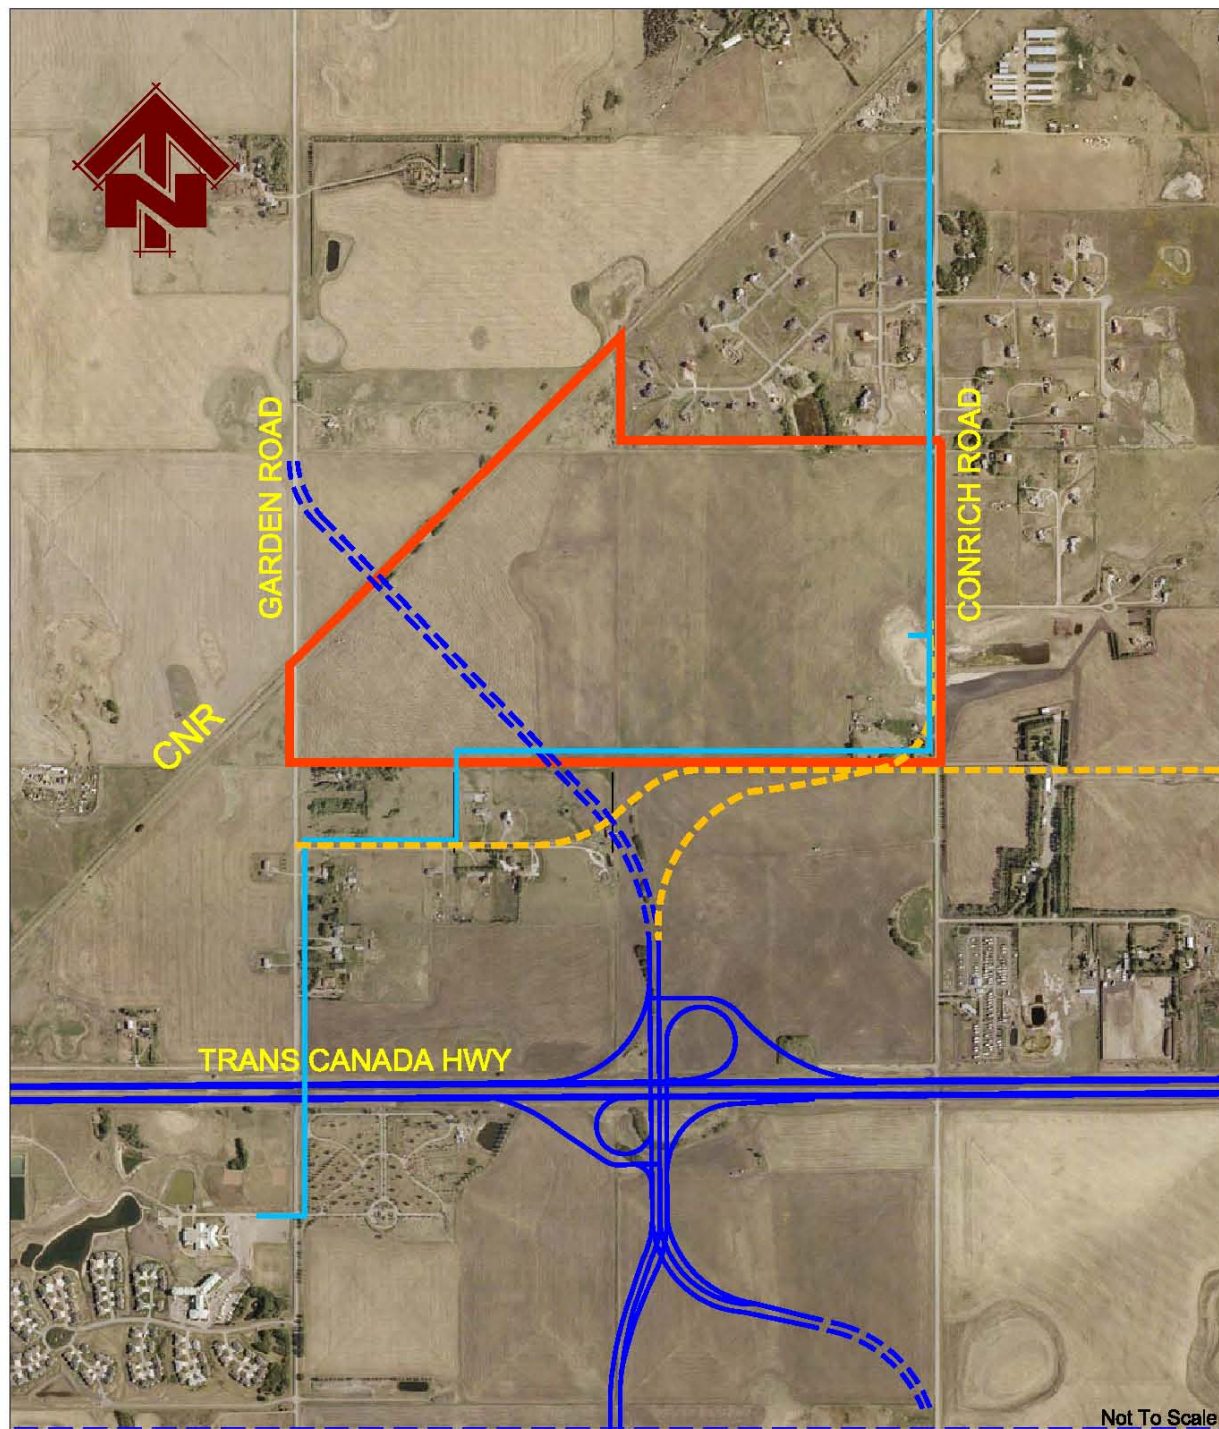 N
GARDEN ROAD
CONRICH ROAD
CNR
TRANS CANADA HWY
Not To Scale